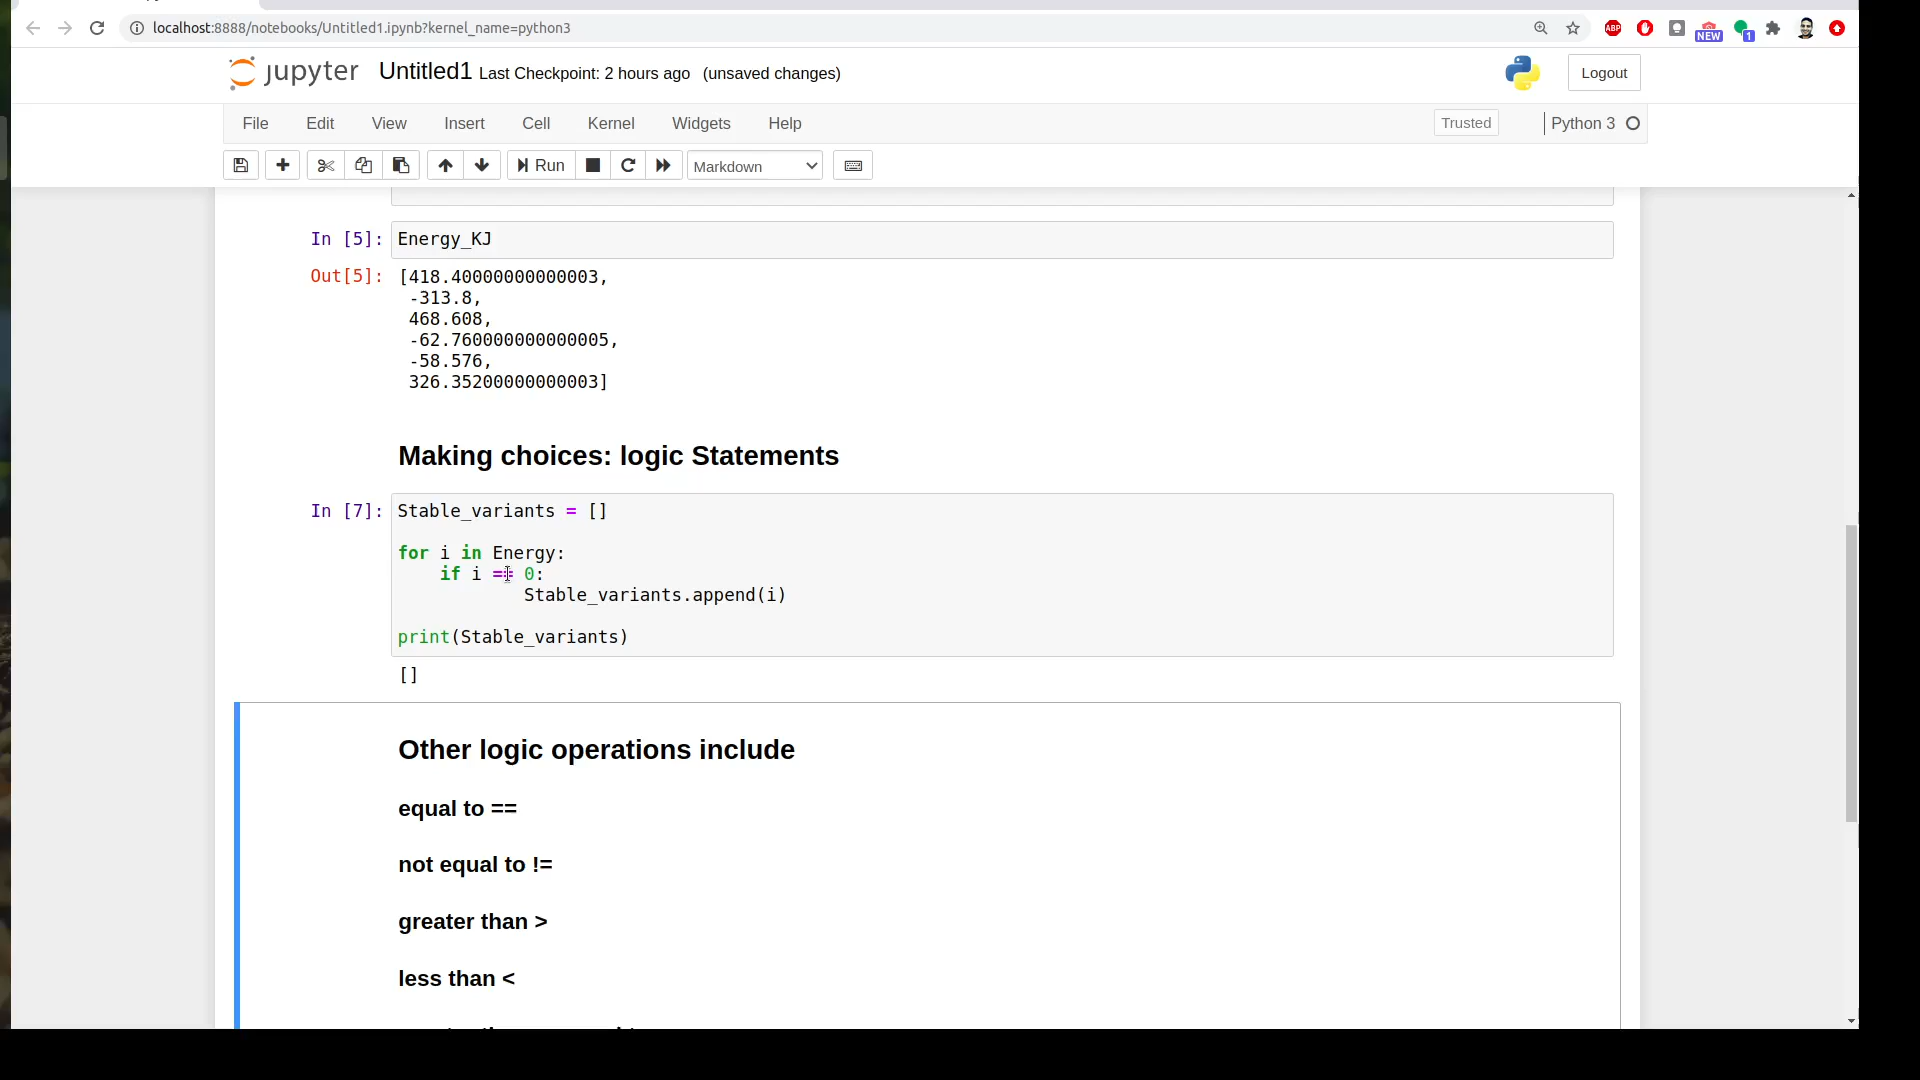 localhost:8888/notebooks/Untitled1.ipynb?kernel_name=python3
ABP
NEW
1
jupyter Untitled1 Last Checkpoint: 2 hours ago (unsaved changes)
Logout
File Edit View Insert Cell Kernel Widgets Help
Trusted
Python 3
Run
Markdown
In [5]: Energy_KJ
Out[5]: [418.40000000000003,
-313.8,
468.608,
-62.760000000000005,
-58.576,
326.35200000000003]
Making choices: logic Statements
In [7]: Stable_variants = []
for i in Energy:
if i == 0:
Stable_variants.append(i)
print(Stable_variants)
[]
Other logic operations include
equal to ==
not equal to !=
greater than >
less than <